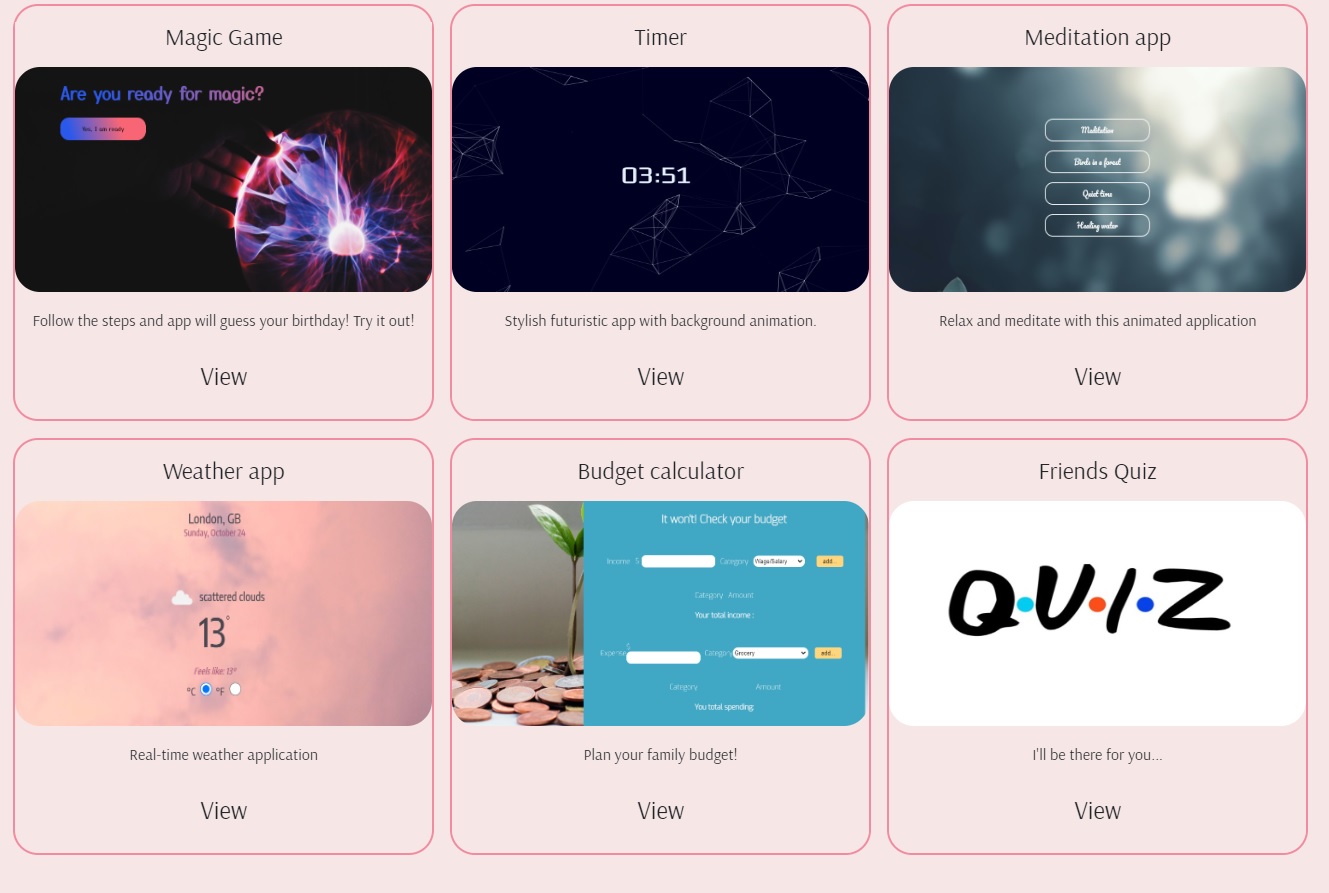 Magic Game
Are you ready for magic?
Yes, I am ready
Follow the steps and app will guess your birthday! Try it out!
View
Timer
03:51
Stylish futuristic app with background animation.
View
Meditation app
Meditation
Birds in a forest
Quiet time
Healing water
Relax and meditate with this animated application
View
Weather app
London, GB
Sunday, October 24
scattered clouds
13°
Feels like: 13°
°C °F
Real-time weather application
View
Budget calculator
It won't! Check your budget
Income $ Category Wage/Salary add...
Category Amount
Your total income :
Expense $ Category Grocery add...
Category Amount
You total spending:
Plan your family budget!
View
Friends Quiz
Q•U•I•Z
I'll be there for you...
View